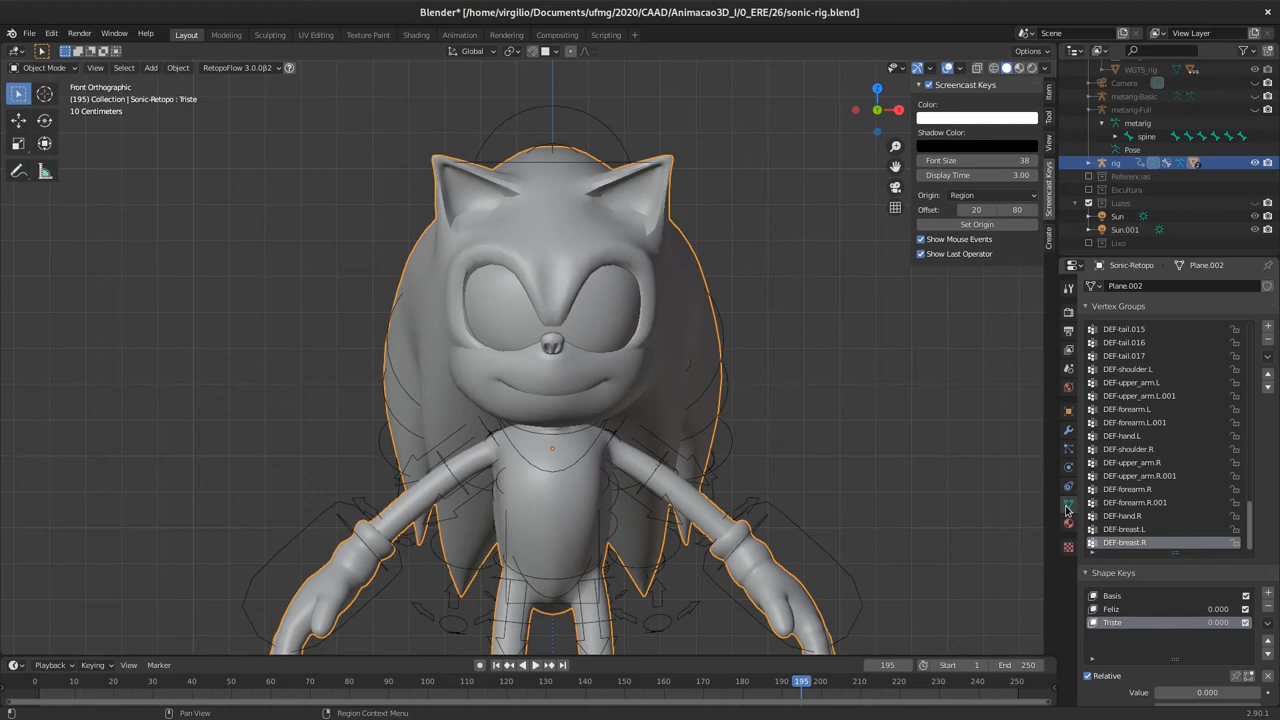 Blender* [/home/virgilio/Documents/ufmg/2020/CAAD/Animacao3D_I/0_ERE/26/sonic-rig.blend]
File Edit Render Window Help Layout Modeling Sculpting UV Editing Texture Paint Shading Animation Rendering Compositing Scripting + Scene View Layer
Global Options
Object Mode View Select Add Object RetopoFlow 3.0.0β2
Front Orthographic
(195) Collection | Sonic-Retopo : Triste
10 Centimeters
Z
Y
X
Screencast Keys
Color:
Shadow Color:
Font Size 38
Display Time 3.00
Origin: Region
Offset: 20 80
Set Origin
Show Mouse Events
Show Last Operator
Item
Tool
View
Screencast Keys
Create
WGTS_rig
Camera
metarig-Basic
metarig-Full
metarig
spine
Pose
rig
Referencias
Escultura
Luzes
Sun
Sun.001
Lixo
Sonic-Retopo Plane.002
Plane.002
Vertex Groups
DEF-tail.015
DEF-tail.016
DEF-tail.017
DEF-shoulder.L
DEF-upper_arm.L
DEF-upper_arm.L.001
DEF-forearm.L
DEF-forearm.L.001
DEF-hand.L
DEF-shoulder.R
DEF-upper_arm.R
DEF-upper_arm.R.001
DEF-forearm.R
DEF-forearm.R.001
DEF-hand.R
DEF-breast.L
DEF-breast.R
Shape Keys
Basis
Feliz 0.000
Triste 0.000
Relative
Value 0.000
Playback Keying View Marker 195 Start 1 End 250
0 10 20 30 40 50 60 70 80 90 100 110 120 130 140 150 160 170 180 190 195 200 210 220 230 240 250
Pan View Region Context Menu 2.90.1